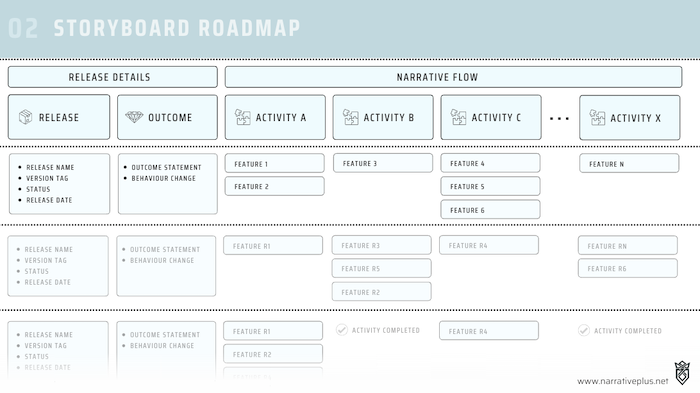 02 STORYBOARD ROADMAP
RELEASE DETAILS
NARRATIVE FLOW
RELEASE
OUTCOME
ACTIVITY A
ACTIVITY B
ACTIVITY C
...
ACTIVITY X
• RELEASE NAME
• VERSION TAG
• STATUS
• RELEASE DATE
• OUTCOME STATEMENT
• BEHAVIOUR CHANGE
FEATURE 1
FEATURE 2
FEATURE 3
FEATURE 4
FEATURE 5
FEATURE 6
FEATURE N
• RELEASE NAME
• VERSION TAG
• STATUS
• RELEASE DATE
• OUTCOME STATEMENT
• BEHAVIOUR CHANGE
FEATURE R1
FEATURE R3
FEATURE R5
FEATURE R2
FEATURE R4
FEATURE RN
FEATURE R6
• RELEASE NAME
• VERSION TAG
• STATUS
• RELEASE DATE
• OUTCOME STATEMENT
• BEHAVIOUR CHANGE
FEATURE R1
FEATURE R2
ACTIVITY COMPLETED
FEATURE R4
ACTIVITY COMPLETED
www.narrativeplus.net